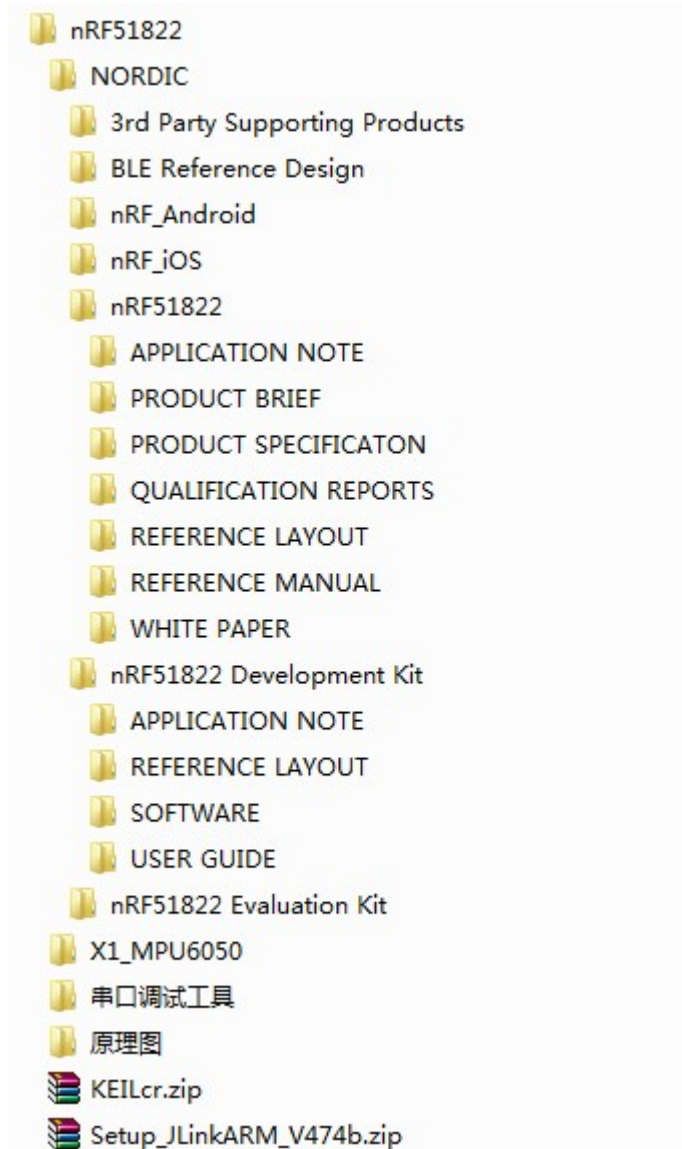 nRF51822
NORDIC
3rd Party Supporting Products
BLE Reference Design
nRF_Android
nRF_iOS
nRF51822
APPLICATION NOTE
PRODUCT BRIEF
PRODUCT SPECIFICATON
QUALIFICATION REPORTS
REFERENCE LAYOUT
REFERENCE MANUAL
WHITE PAPER
nRF51822 Development Kit
APPLICATION NOTE
REFERENCE LAYOUT
SOFTWARE
USER GUIDE
nRF51822 Evaluation Kit
X1_MPU6050
串口调试工具
原理图
KEILcr.zip
Setup_JLinkARM_V474b.zip